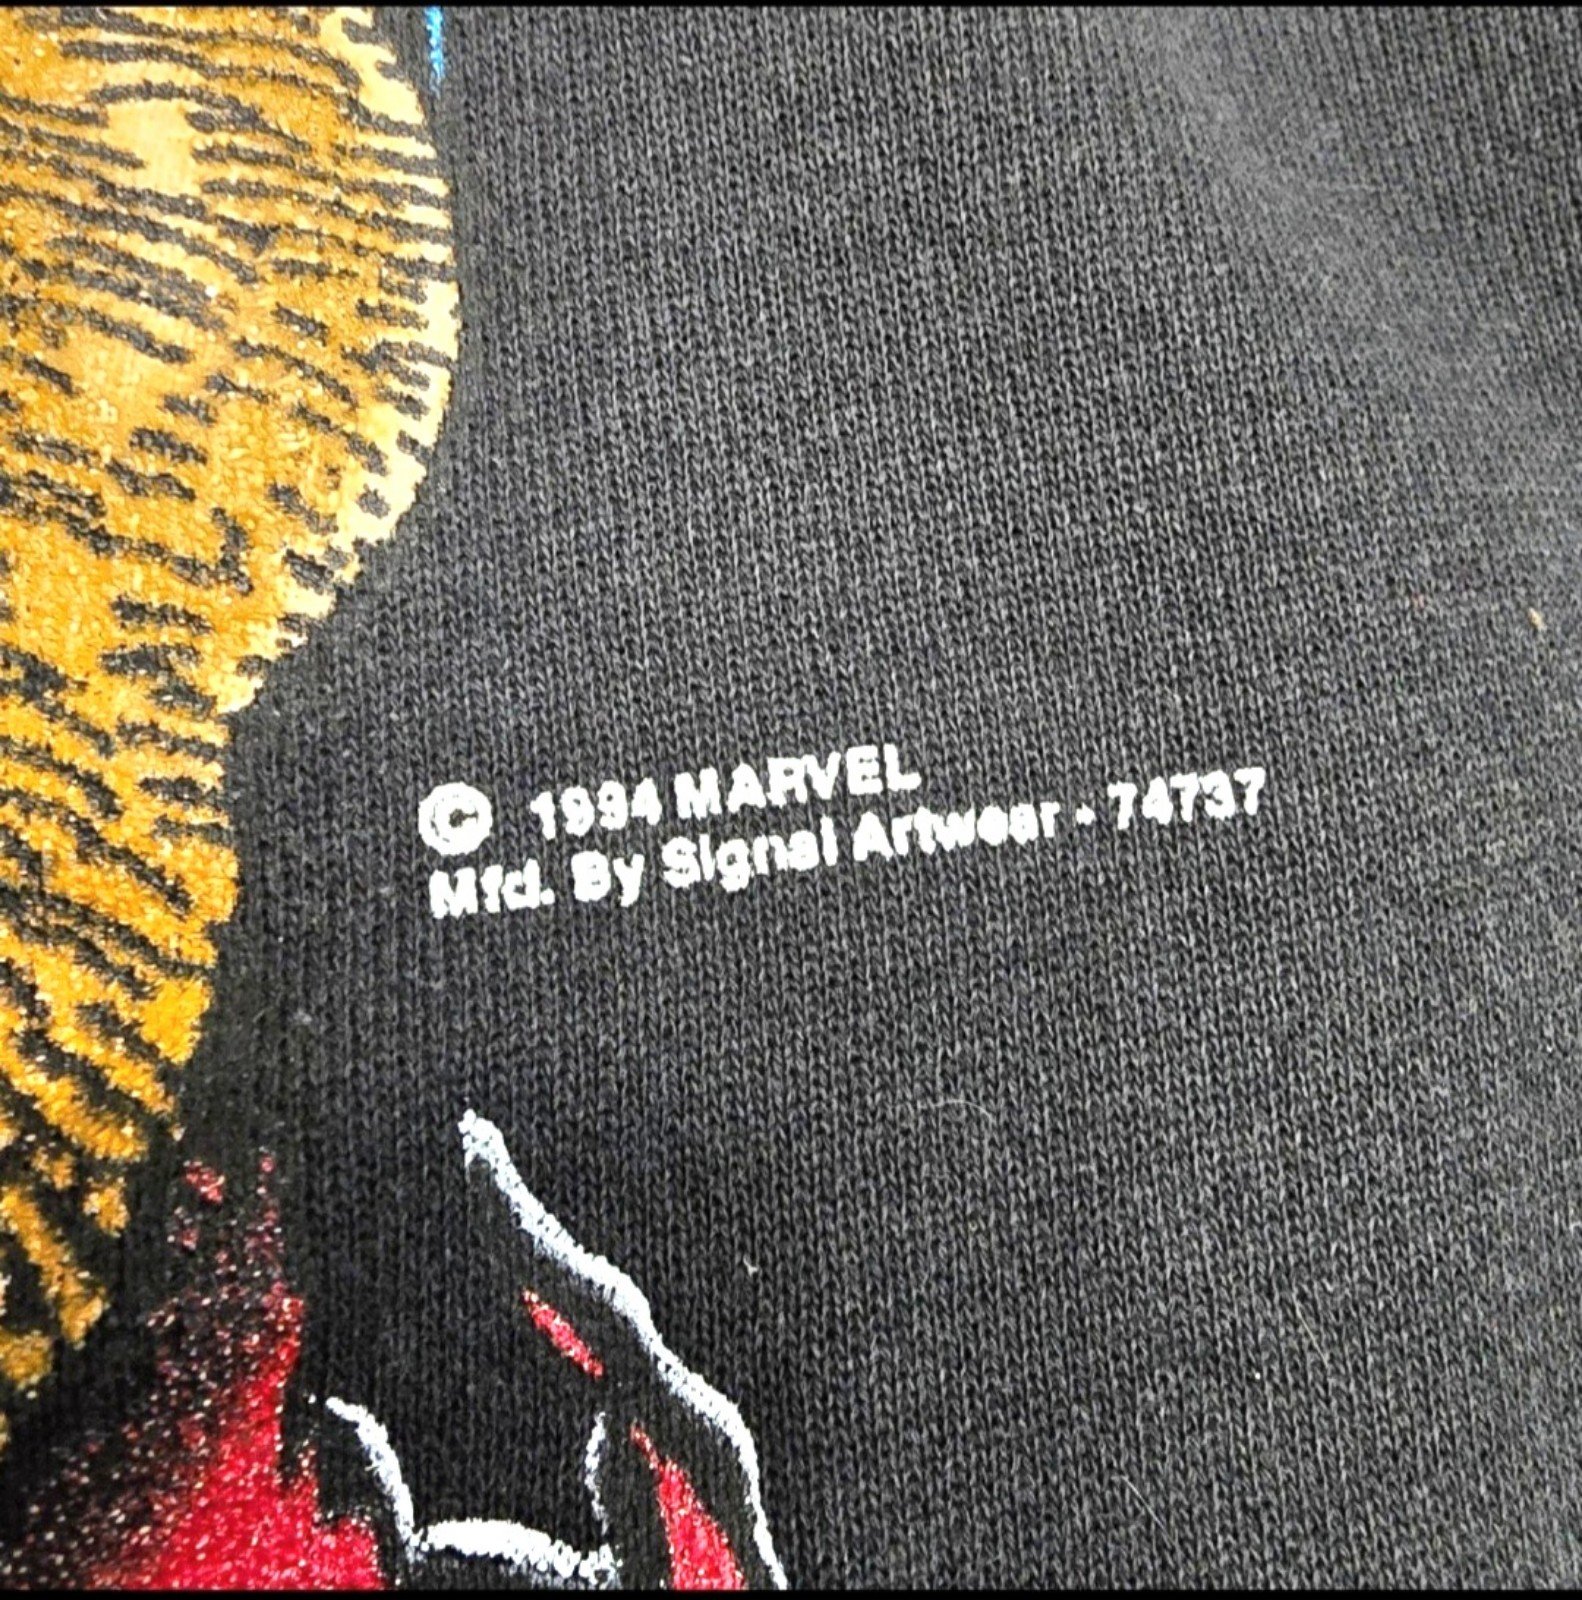 © 1994 MARVEL
Mfd. By Signal Artwear - 74737